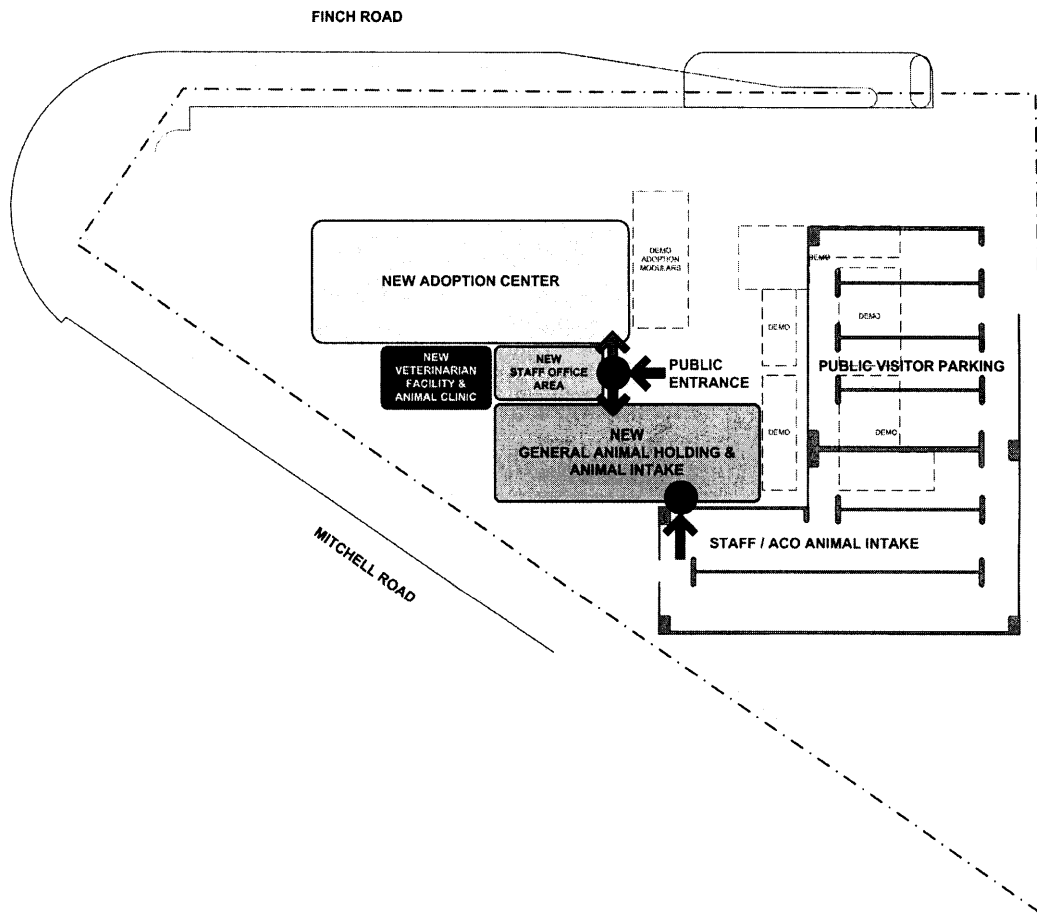 FINCH ROAD
DEMO
ADOPTION
MODULARS
DEMO
NEW ADOPTION CENTER
DEMO
DEMO
NEW
VETERINARIAN
FACILITY &
ANIMAL CLINIC
NEW
STAFF OFFICE
AREA
PUBLIC
ENTRANCE
PUBLIC VISITOR PARKING
NEW
GENERAL ANIMAL HOLDING &
ANIMAL INTAKE
DEMO
DEMO
STAFF / ACO ANIMAL INTAKE
MITCHELL ROAD